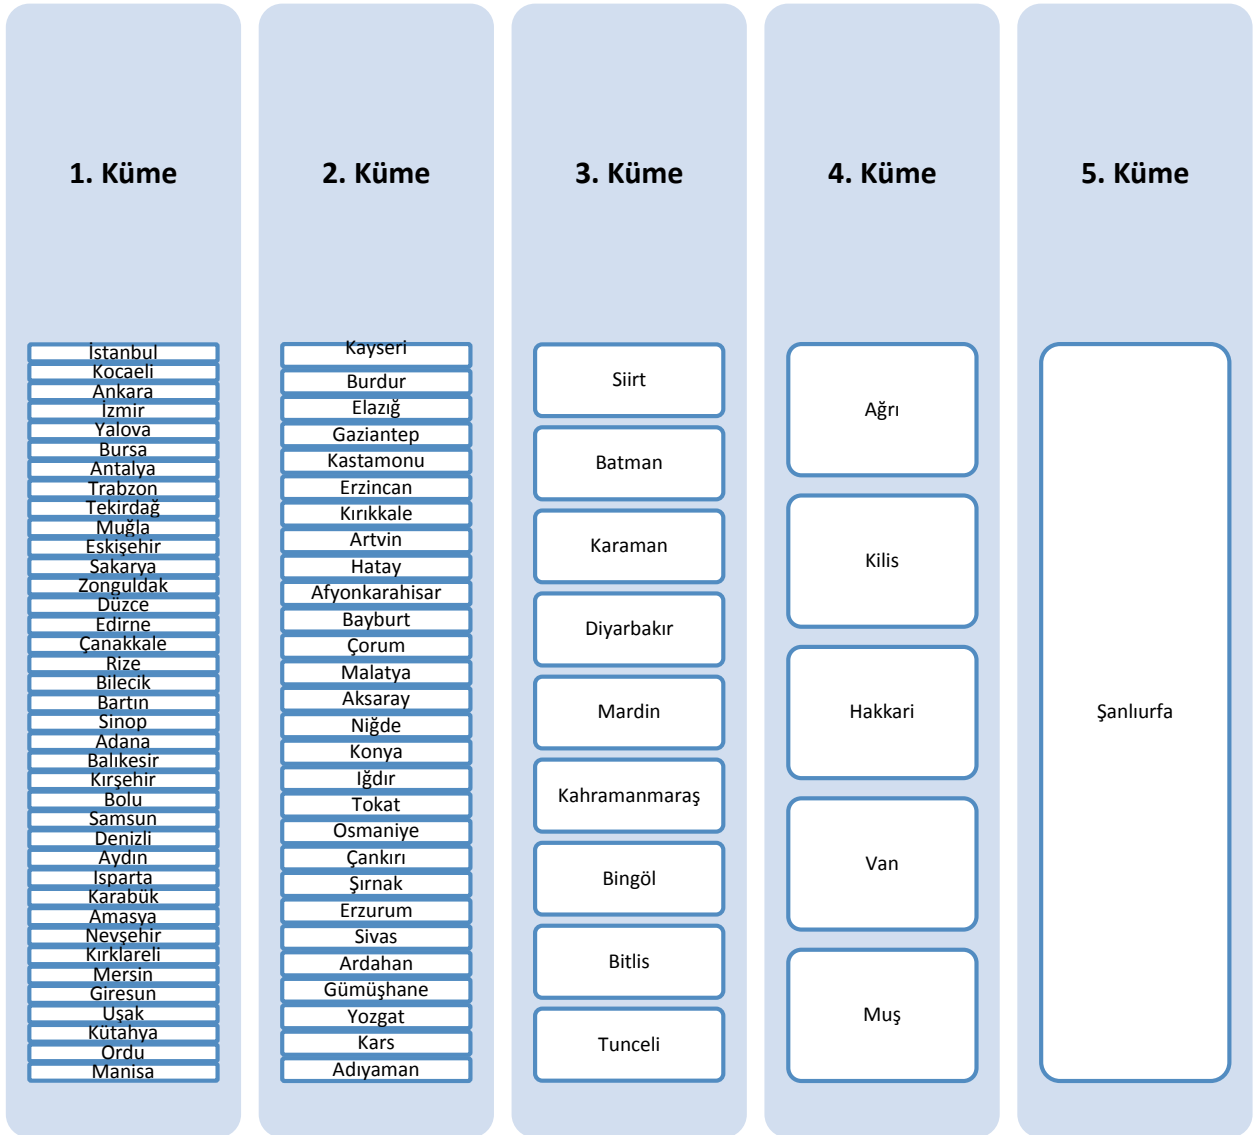 1. Küme
İstanbul
Kocaeli
Ankara
İzmir
Yalova
Bursa
Antalya
Trabzon
Tekirdağ
Muğla
Eskişehir
Sakarya
Zonguldak
Düzce
Edirne
Çanakkale
Rize
Bilecik
Bartın
Sinop
Adana
Balıkesir
Kırşehir
Bolu
Samsun
Denizli
Aydın
Isparta
Karabük
Amasya
Nevşehir
Kırklareli
Mersin
Giresun
Uşak
Kütahya
Ordu
Manisa
2. Küme
Kayseri
Burdur
Elazığ
Gaziantep
Kastamonu
Erzincan
Kırıkkale
Artvin
Hatay
Afyonkarahisar
Bayburt
Çorum
Malatya
Aksaray
Niğde
Konya
Iğdır
Tokat
Osmaniye
Çankırı
Şırnak
Erzurum
Sivas
Ardahan
Gümüşhane
Yozgat
Kars
Adıyaman
3. Küme
Siirt
Batman
Karaman
Diyarbakır
Mardin
Kahramanmaraş
Bingöl
Bitlis
Tunceli
4. Küme
Ağrı
Kilis
Hakkari
Van
Muş
5. Küme
Şanlıurfa